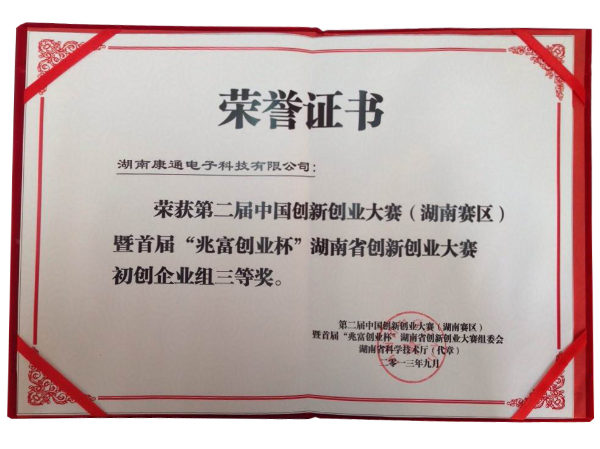 荣誉证书
湖南康通电子科技有限公司：
荣获第二届中国创新创业大赛（湖南赛区）
暨首届“兆富创业杯”湖南省创新创业大赛
初创企业组三等奖。
第二届中国创新创业大赛（湖南赛区）
暨首届“兆富创业杯”湖南省创新创业大赛组委会
湖南省科学技术厅（代章）
二零一三年九月